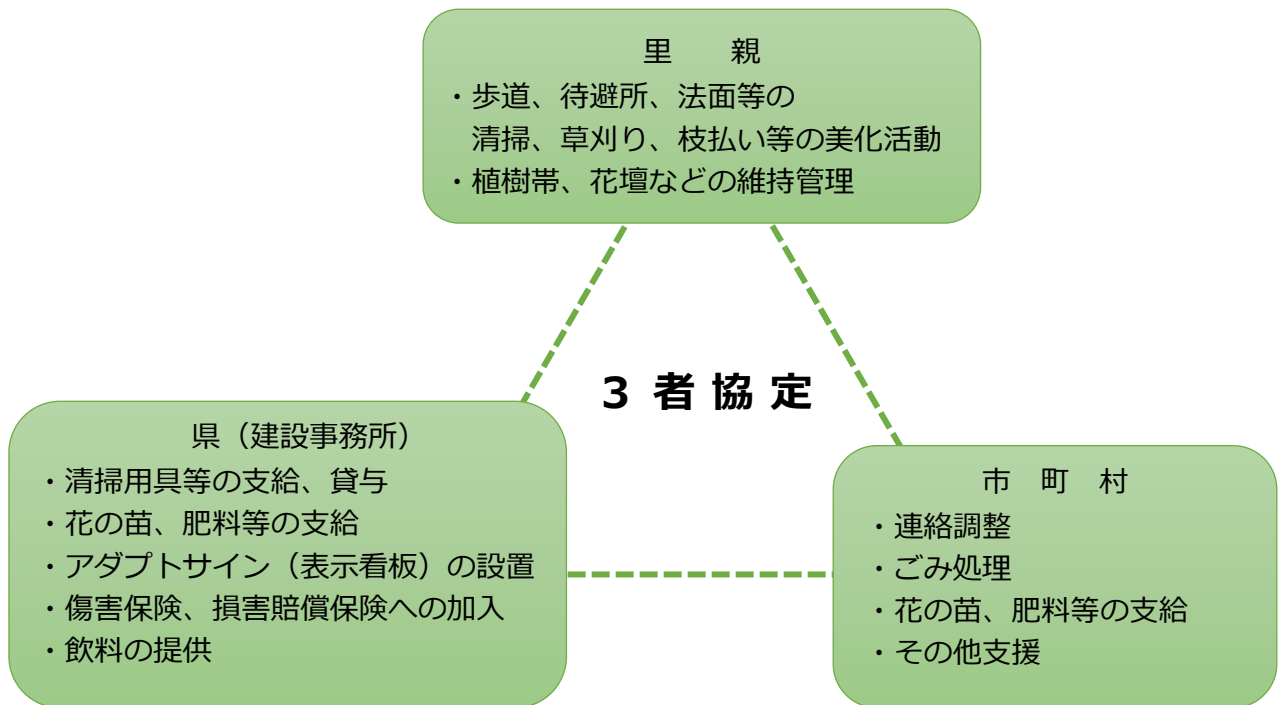 里　　親
・歩道、待避所、法面等の
清掃、草刈り、枝払い等の美化活動
・植樹帯、花壇などの維持管理
３者協定
県（建設事務所）
・清掃用具等の支給、貸与
・花の苗、肥料等の支給
・アダプトサイン（表示看板）の設置
・傷害保険、損害賠償保険への加入
・飲料の提供
市　町　村
・連絡調整
・ごみ処理
・花の苗、肥料等の支給
・その他支援